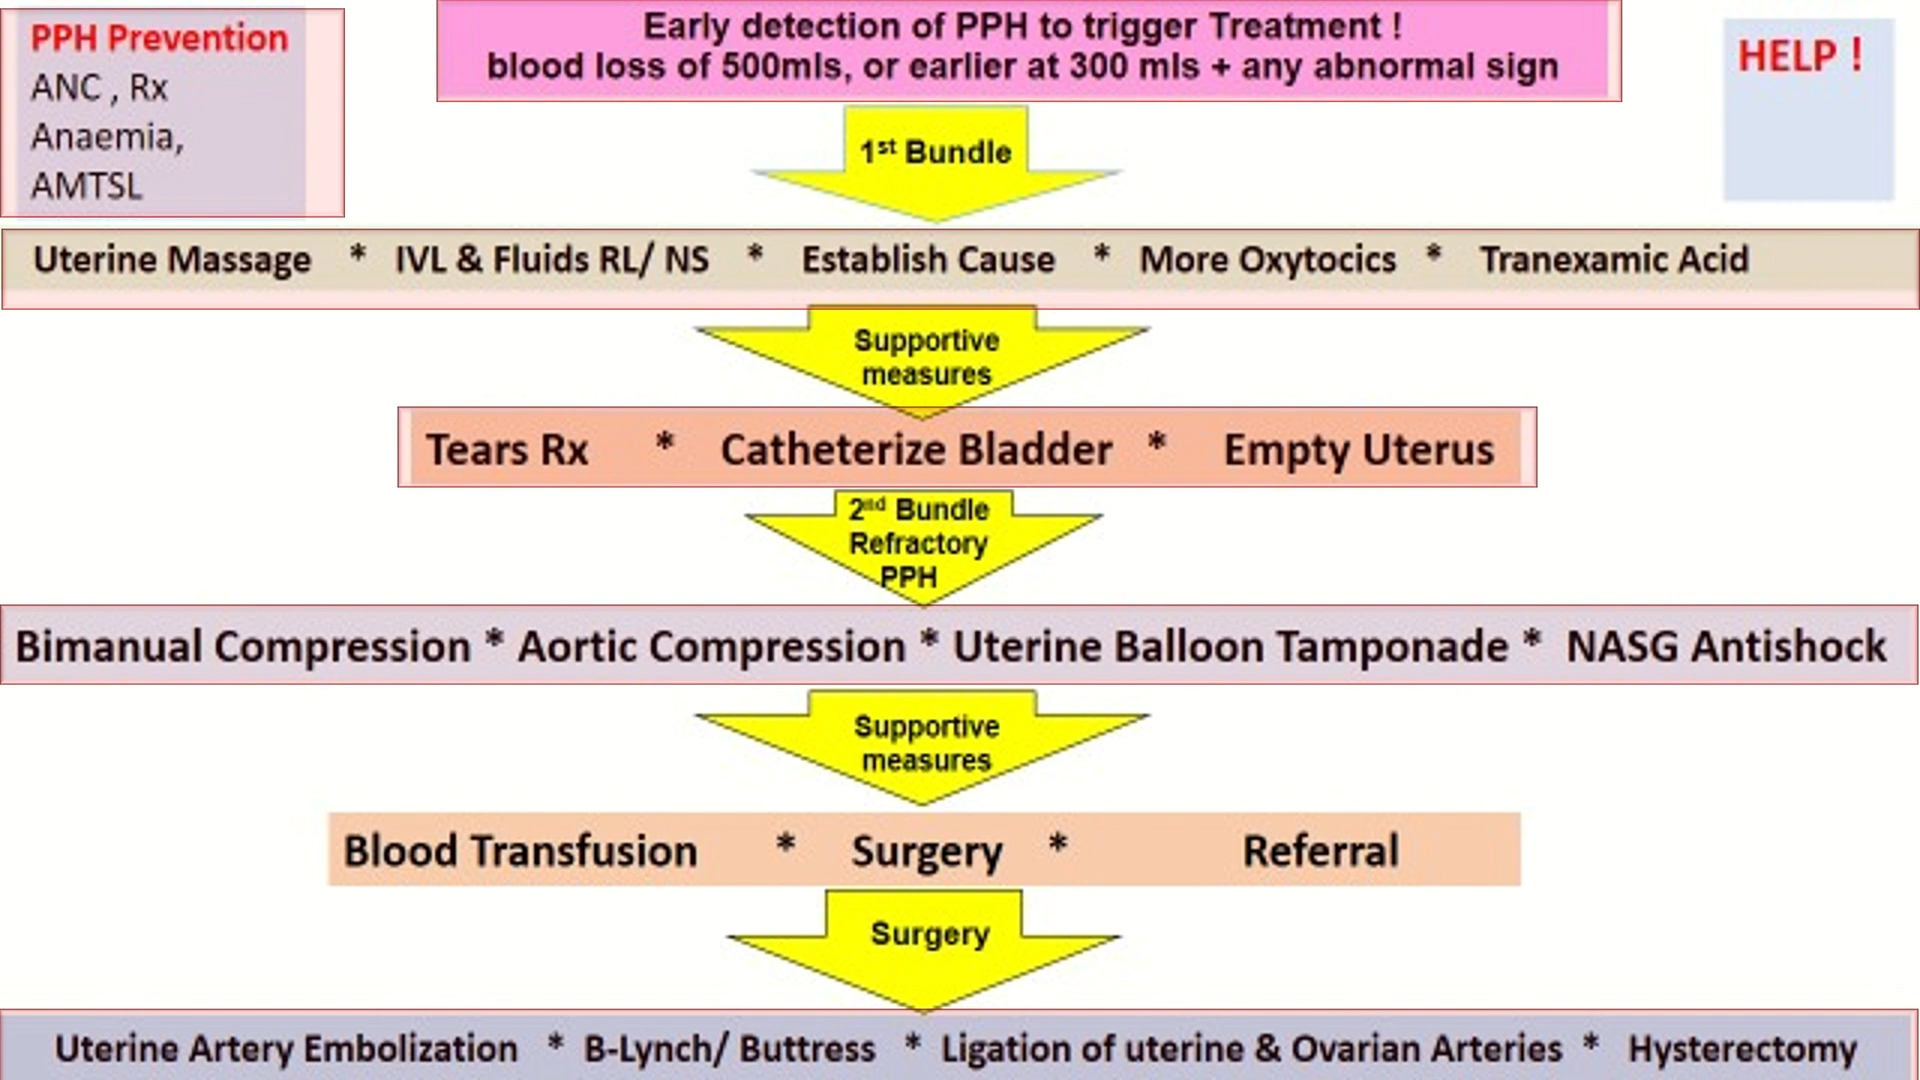 PPH Prevention
ANC , Rx
Anaemia,
AMTSL
Early detection of PPH to trigger Treatment !
blood loss of 500mls, or earlier at 300 mls + any abnormal sign
HELP !
1st Bundle
Uterine Massage * IVL & Fluids RL/ NS * Establish Cause * More Oxytocics * Tranexamic Acid
Supportive
measures
Tears Rx * Catheterize Bladder * Empty Uterus
2nd Bundle
Refractory
PPH
Bimanual Compression * Aortic Compression * Uterine Balloon Tamponade * NASG Antishock
Supportive
measures
Blood Transfusion * Surgery * Referral
Surgery
Uterine Artery Embolization * B-Lynch/ Buttress * Ligation of uterine & Ovarian Arteries * Hysterectomy